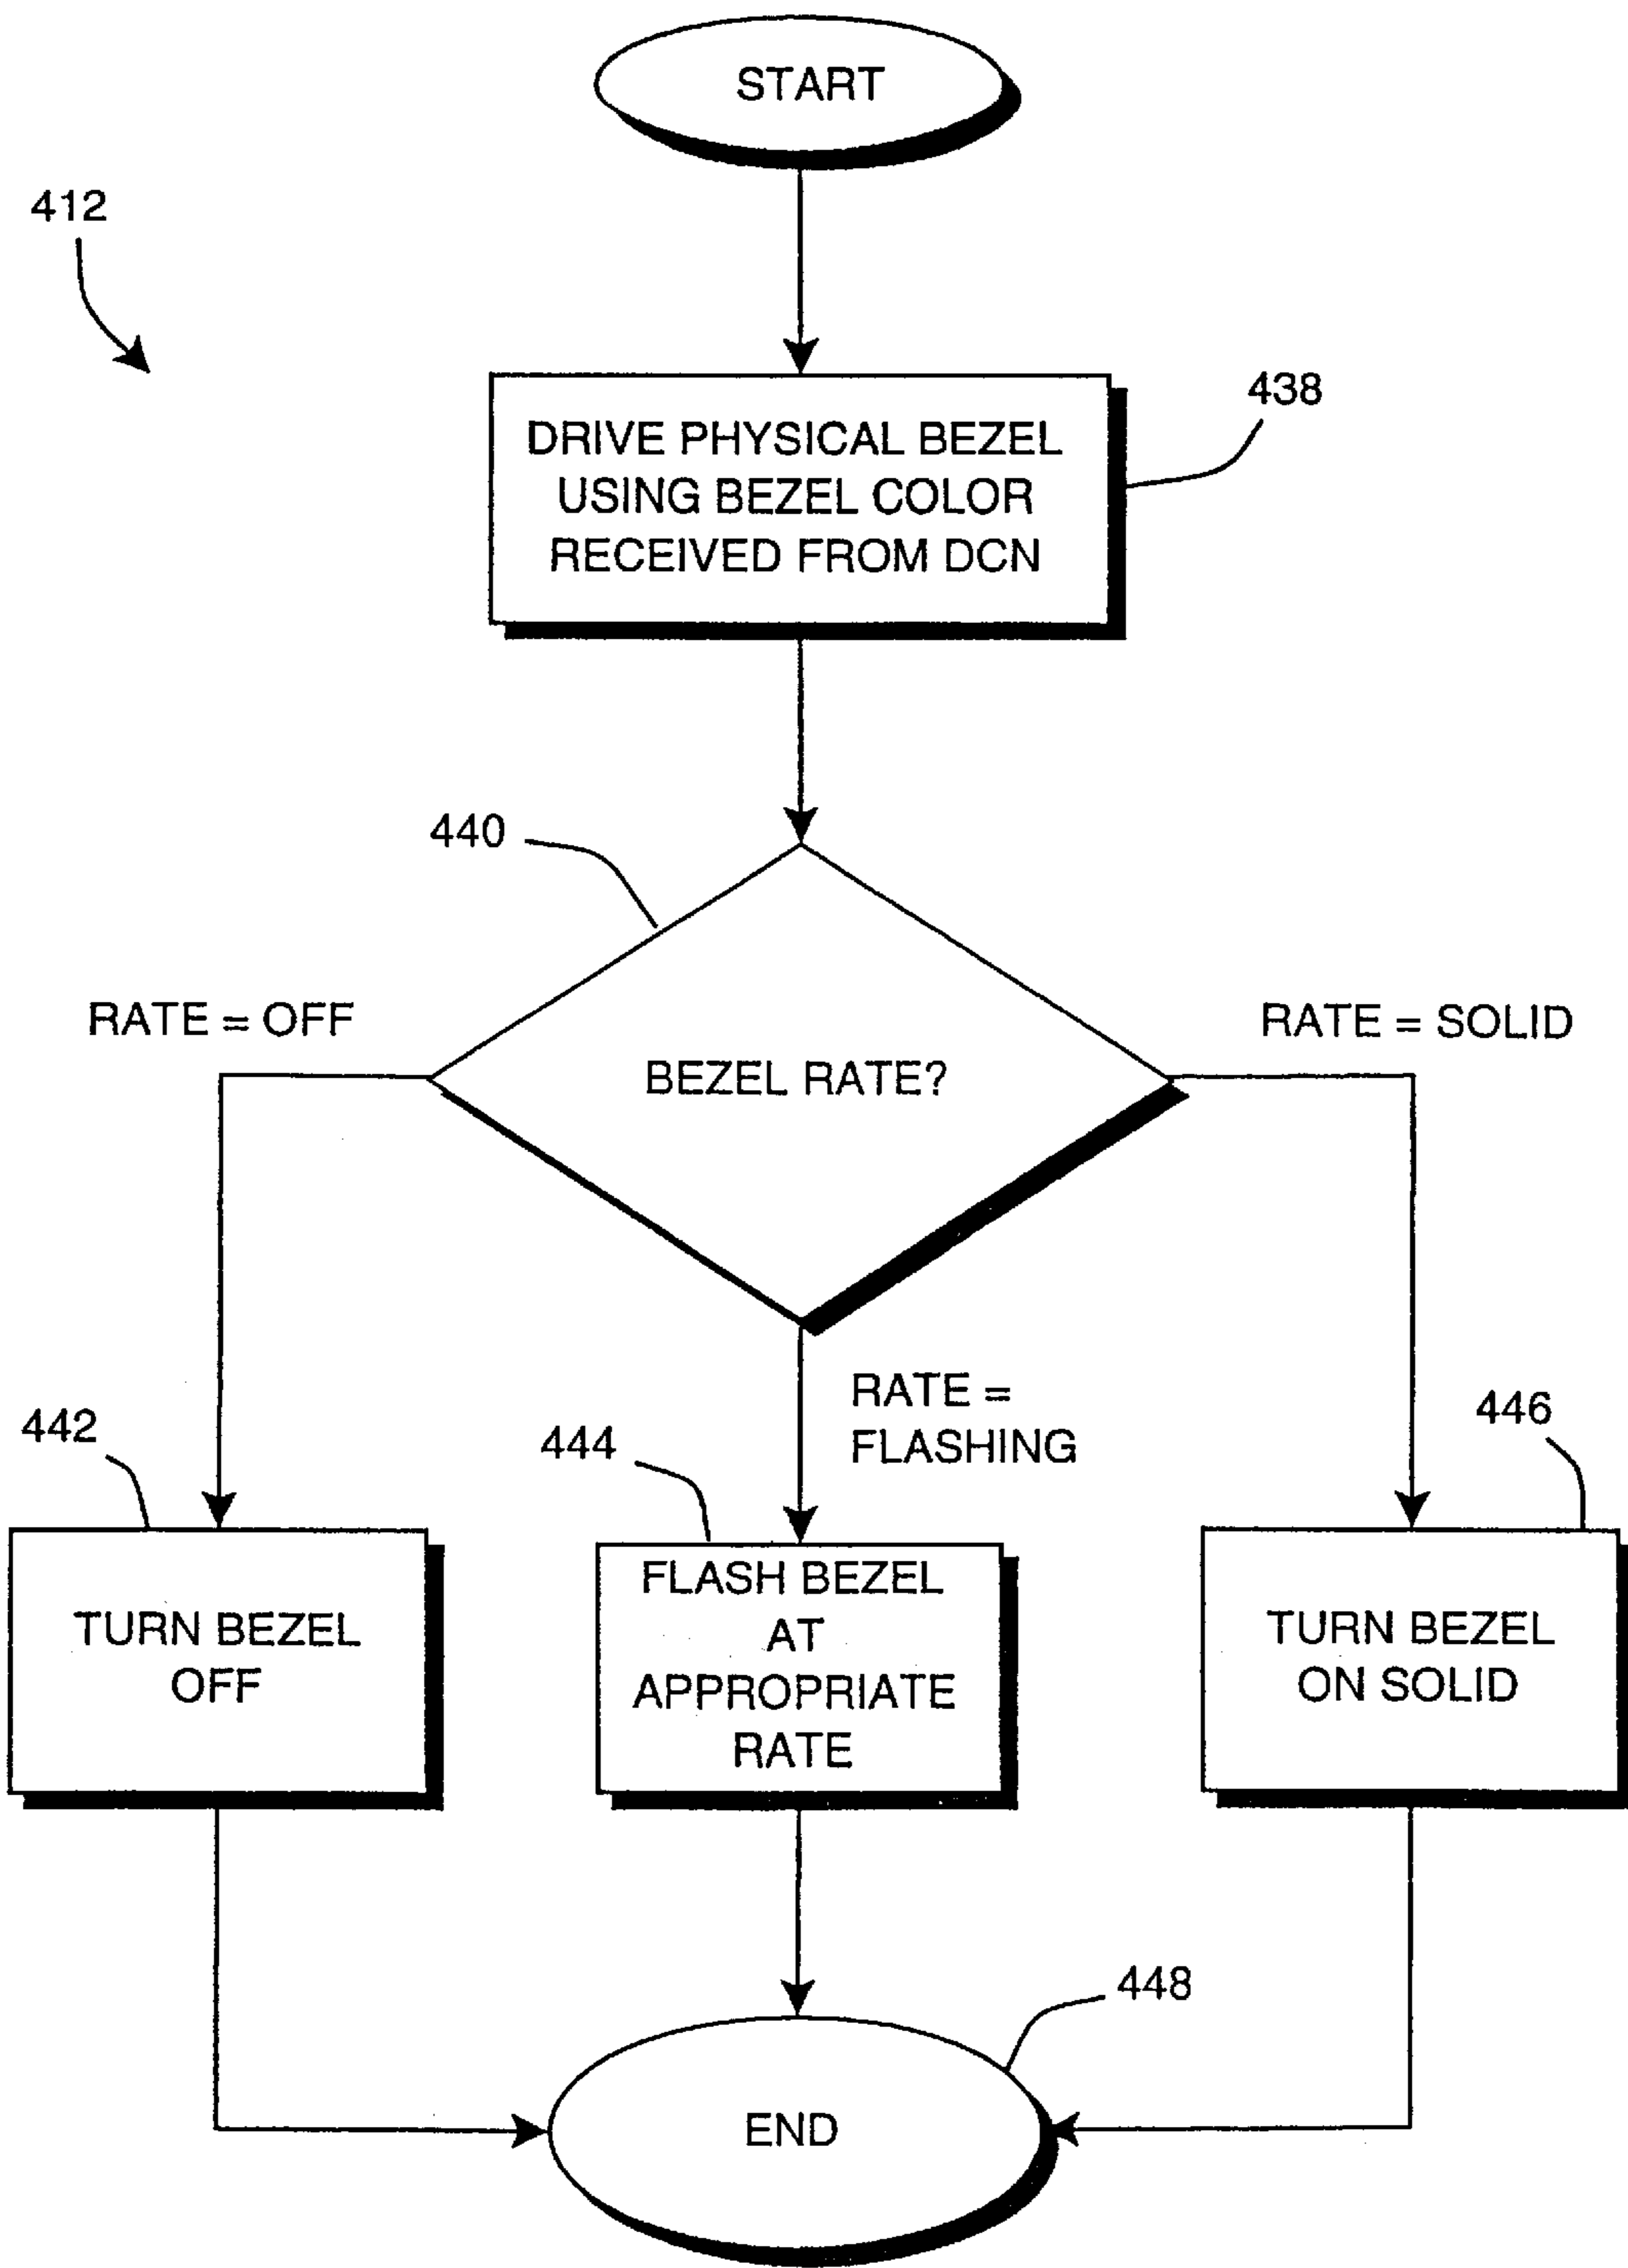 START
412
438
DRIVE PHYSICAL BEZEL
USING BEZEL COLOR
RECEIVED FROM DCN
440
RATE = OFF
RATE = SOLID
BEZEL RATE?
RATE =
FLASHING
442
444
446
TURN BEZEL
OFF
FLASH BEZEL
AT
APPROPRIATE
RATE
TURN BEZEL
ON SOLID
448
END